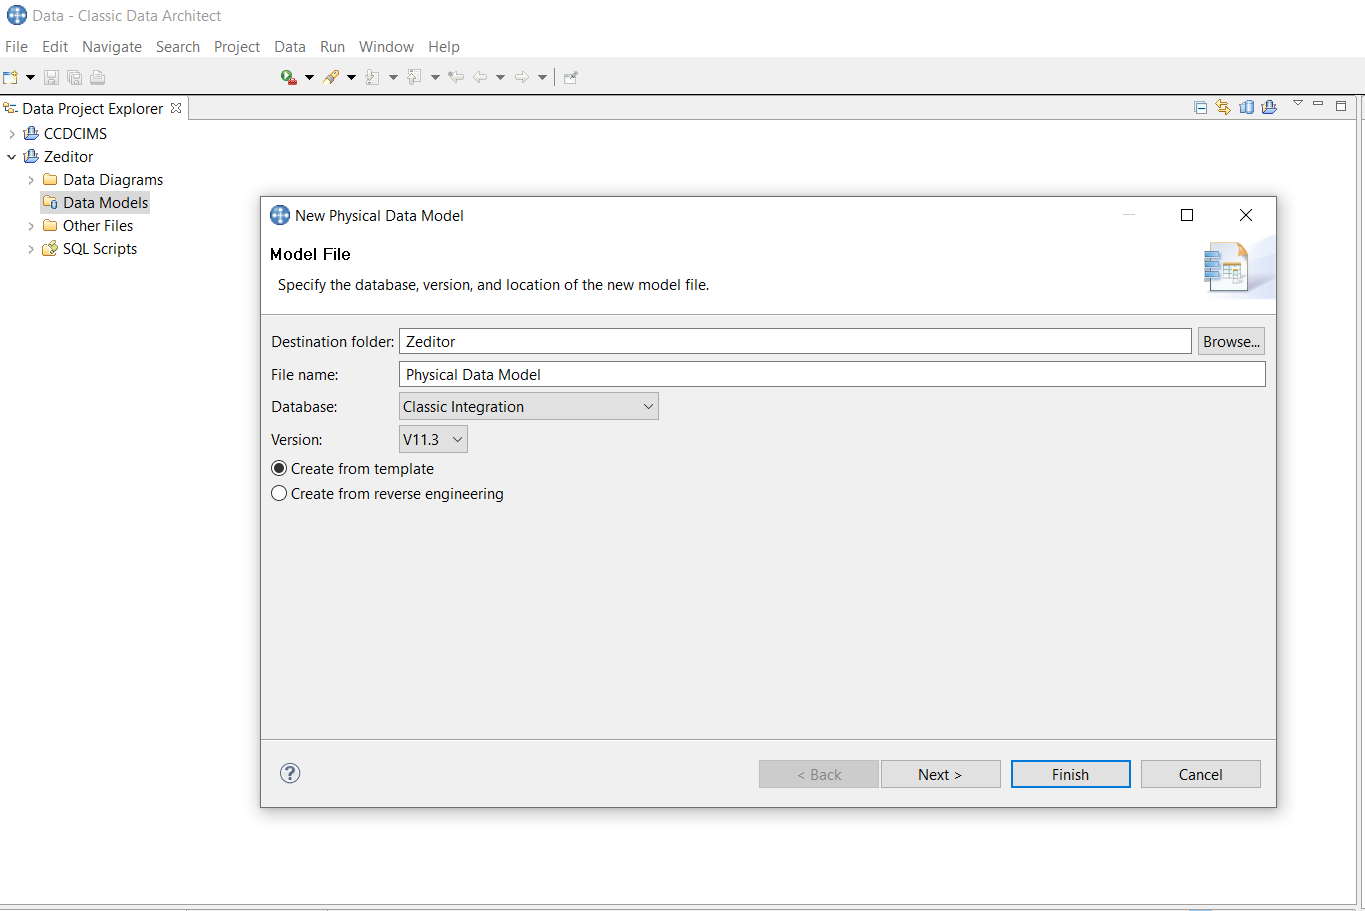 Data - Classic Data Architect
File Edit Navigate Search Project Data Run Window Help
Data Project Explorer
CCDCIMS
Zeditor
Data Diagrams
Data Models
Other Files
SQL Scripts
New Physical Data Model
Model File
Specify the database, version, and location of the new model file.
Destination folder: Zeditor Browse...
File name: Physical Data Model
Database: Classic Integration
Version: V11.3
Create from template
Create from reverse engineering
? < Back Next > Finish Cancel